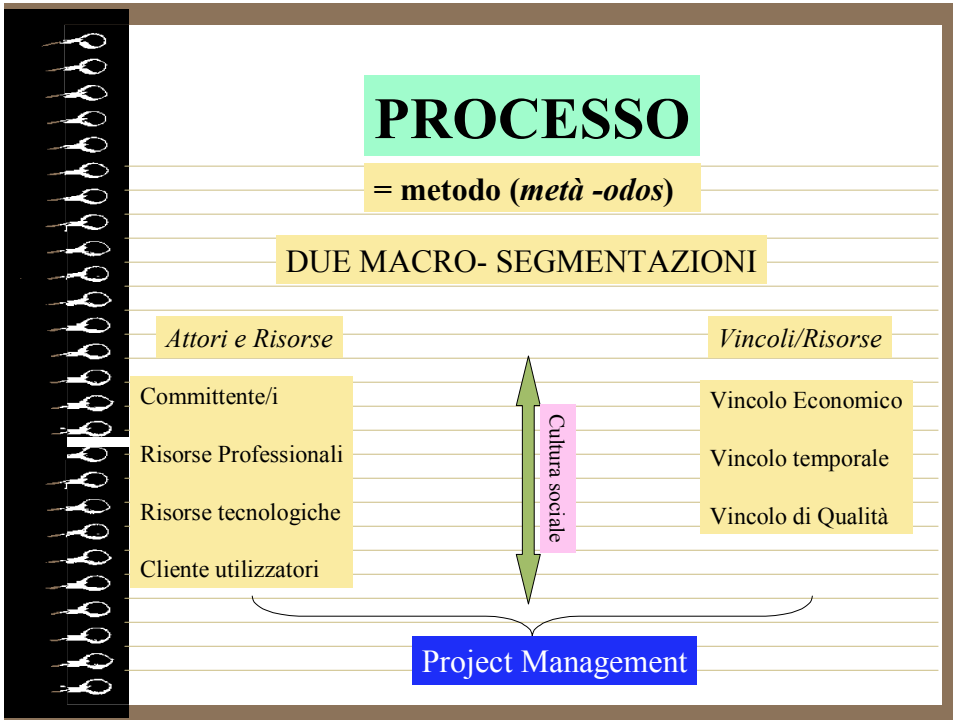 PROCESSO
= metodo (metà -odos)
DUE MACRO- SEGMENTAZIONI
Attori e Risorse
Committente/i
Risorse Professionali
Risorse tecnologiche
Cliente utilizzatori
Cultura sociale
Vincoli/Risorse
Vincolo Economico
Vincolo temporale
Vincolo di Qualità
Project Management